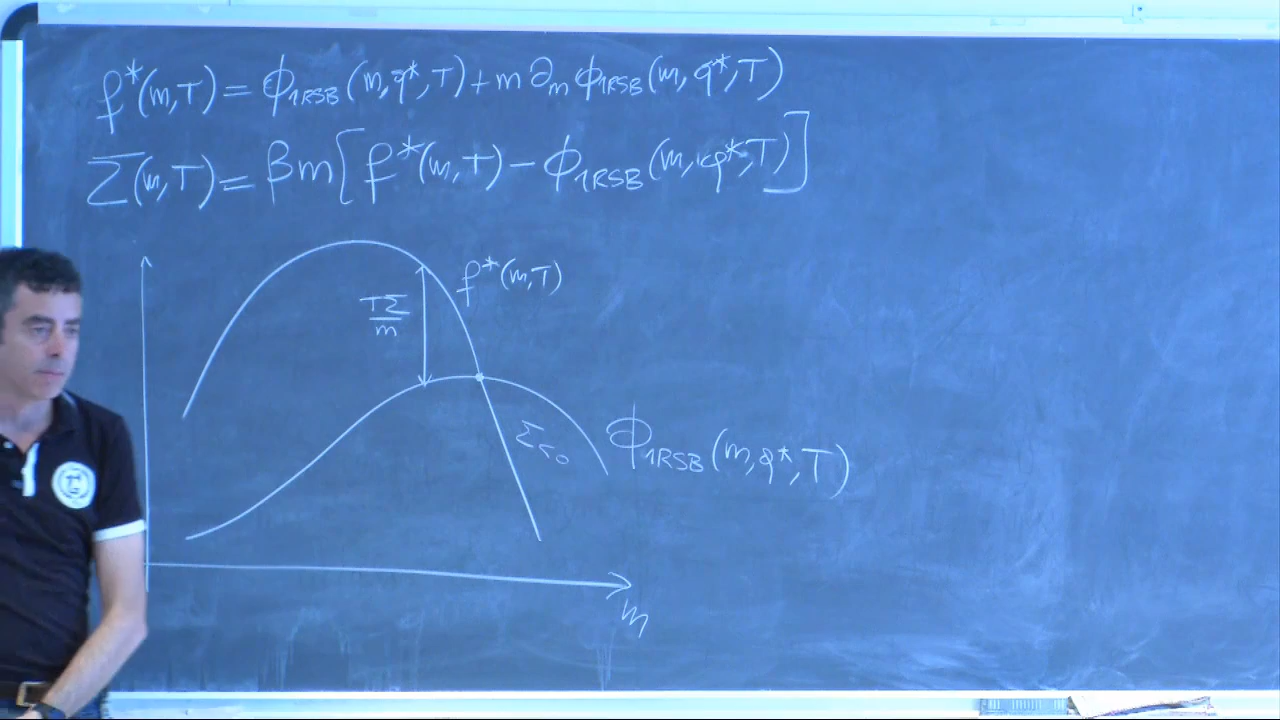 f*(m,T) = ϕ₁RSB(m,q*,T) + m ∂ₘ ϕ₁RSB(m,q*,T)
Σ(m,T) = βm[f*(m,T) − ϕ₁RSB(m,q*,T)]
f*(m,T)
TΣ/m
Σ<0
ϕ₁RSB(m,q*,T)
m